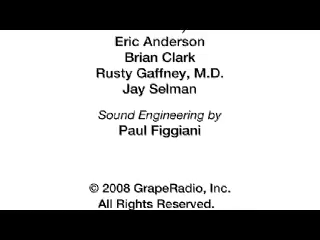 Eric Anderson
Brian Clark
Rusty Gaffney, M.D.
Jay Selman
Sound Engineering by
Paul Figgiani
© 2008 GrapeRadio, Inc.
All Rights Reserved.